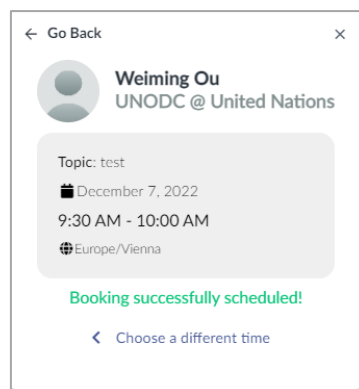 Go Back
Weiming Ou
UNODC @ United Nations
Topic: test
December 7, 2022
9:30 AM - 10:00 AM
Europe/Vienna
Booking successfully scheduled!
Choose a different time